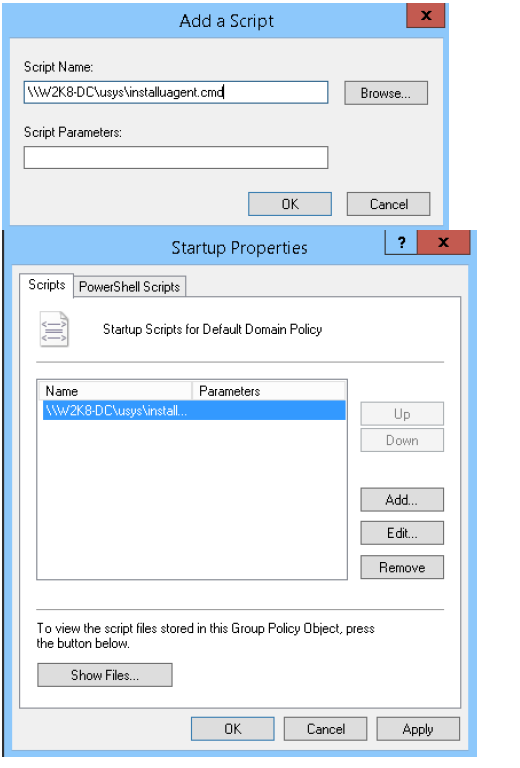 Add a Script
x
Script Name:
\\W2K8-DC\usys\installuagent.cmd
Browse...
Script Parameters:
OK Cancel
Startup Properties
? x
Scripts PowerShell Scripts
<=>
Startup Scripts for Default Domain Policy
Name Parameters
\\W2K8-DC\usys\install...
Up
Down
Add...
Edit...
Remove
To view the script files stored in this Group Policy Object, press
the button below.
Show Files...
OK Cancel Apply